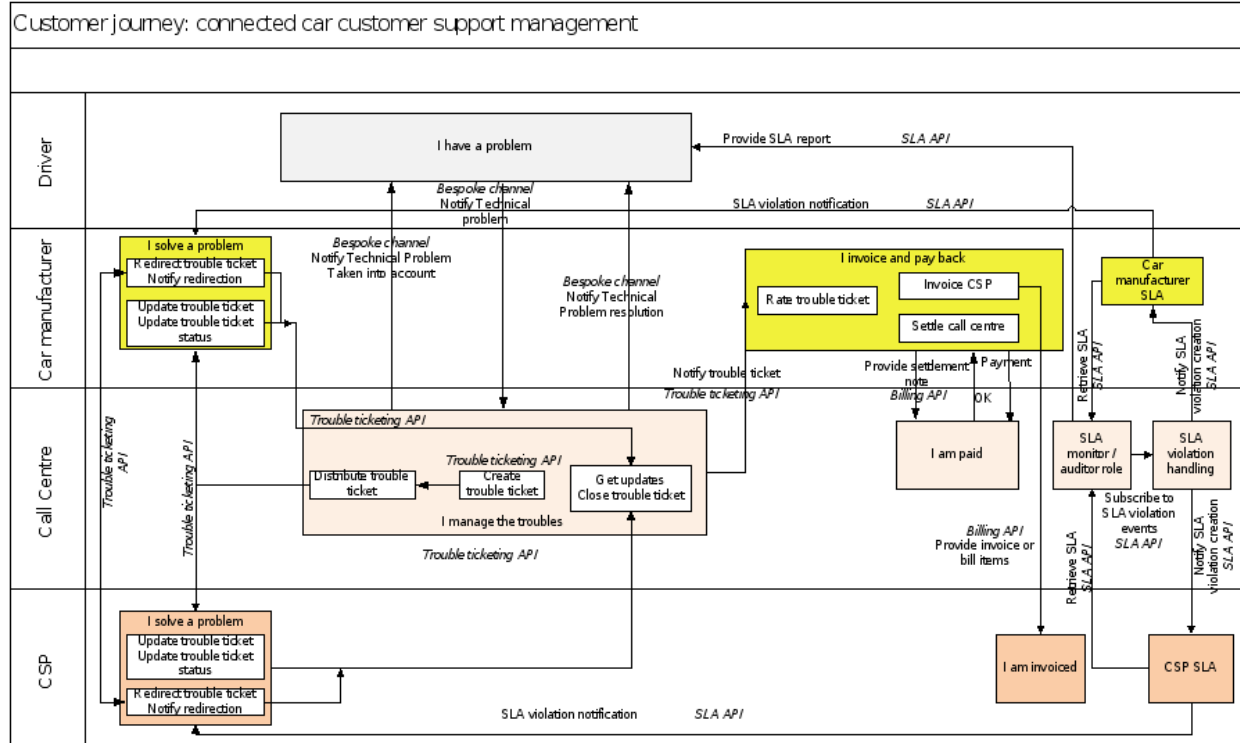 Customer journey: connected car customer support management
Driver
I have a problem
Provide SLA report
SLA API
Bespoke channel
Notify Technical
problem
SLA violation notification
SLA API
Car manufacturer
I solve a problem
Redirect trouble ticket
Notify redirection
Update trouble ticket
Update trouble ticket
status
Bespoke channel
Notify Technical Problem
Taken into account
Bespoke channel
Notify Technical
Problem resolution
I invoice and pay back
Rate trouble ticket
Invoice CSP
Settle call centre
Car
manufacturer
SLA
Retrieve SLA
SLA API
Notify SLA
violation creation
SLA API
Notify trouble ticket
Trouble ticketing API
Provide settlement
note
Billing API
Payment
OK
Call Centre
Trouble ticketing
API
Trouble ticketing API
Trouble ticketing API
Distribute trouble
ticket
Trouble ticketing API
Create
trouble ticket
Get updates
Close trouble ticket
I manage the troubles
Trouble ticketing API
I am paid
SLA
monitor /
auditor role
SLA
violation
handling
Subscribe to
SLA violation
events
SLA API
Billing API
Provide invoice or
bill items
Retrieve SLA
SLA API
Notify SLA
violation creation
SLA API
CSP
I solve a problem
Update trouble ticket
Update trouble ticket
status
Redirect trouble ticket
Notify redirection
I am invoiced
CSP SLA
SLA violation notification
SLA API